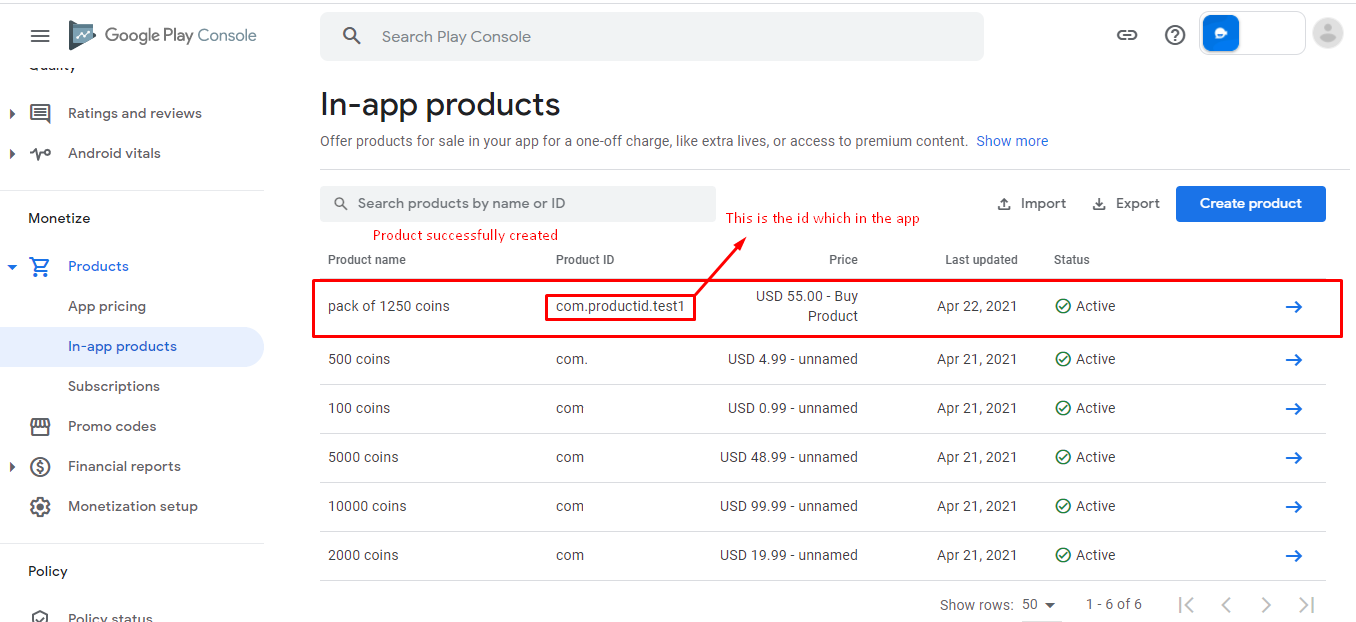 Google Play Console
Search Play Console
Quality
Ratings and reviews
Android vitals
Monetize
Products
App pricing
In-app products
Subscriptions
Promo codes
Financial reports
Monetization setup
Policy
Policy status
In-app products
Offer products for sale in your app for a one-off charge, like extra lives, or access to premium content. Show more
Search products by name or ID
Import
Export
Create product
This is the id which in the app
Product successfully created
Product name Product ID Price Last updated Status
pack of 1250 coins com.productid.test1 USD 55.00 - Buy Product Apr 22, 2021 Active
500 coins com. USD 4.99 - unnamed Apr 21, 2021 Active
100 coins com USD 0.99 - unnamed Apr 21, 2021 Active
5000 coins com USD 48.99 - unnamed Apr 21, 2021 Active
10000 coins com USD 99.99 - unnamed Apr 21, 2021 Active
2000 coins com USD 19.99 - unnamed Apr 21, 2021 Active
Show rows: 50 1 - 6 of 6